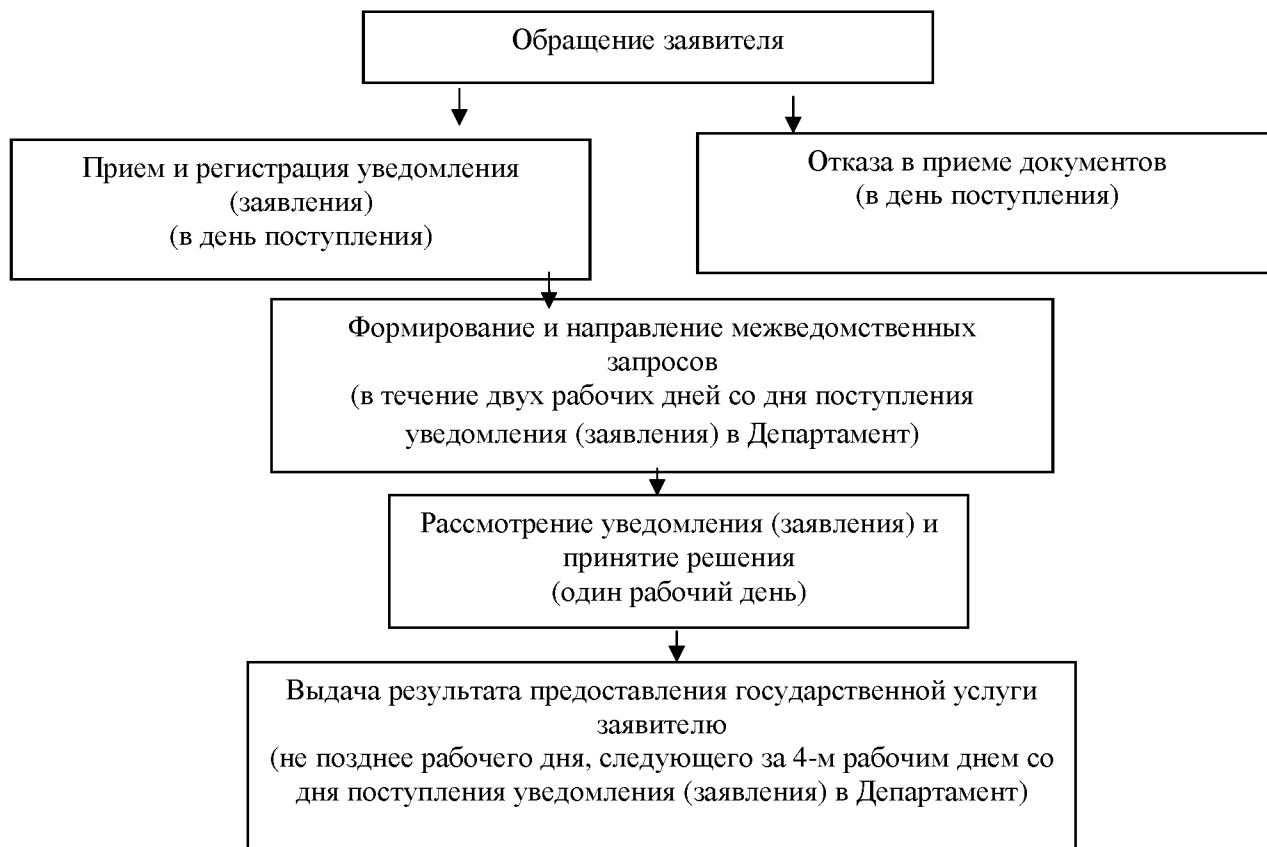 Обращение заявителя
Прием и регистрация уведомления
(заявления)
(в день поступления)
Отказа в приеме документов
(в день поступления)
Формирование и направление межведомственных
запросов
(в течение двух рабочих дней со дня поступления
уведомления (заявления) в Департамент)
Рассмотрение уведомления (заявления) и
принятие решения
(один рабочий день)
Выдача результата предоставления государственной услуги
заявителю
(не позднее рабочего дня, следующего за 4-м рабочим днем со
дня поступления уведомления (заявления) в Департамент)